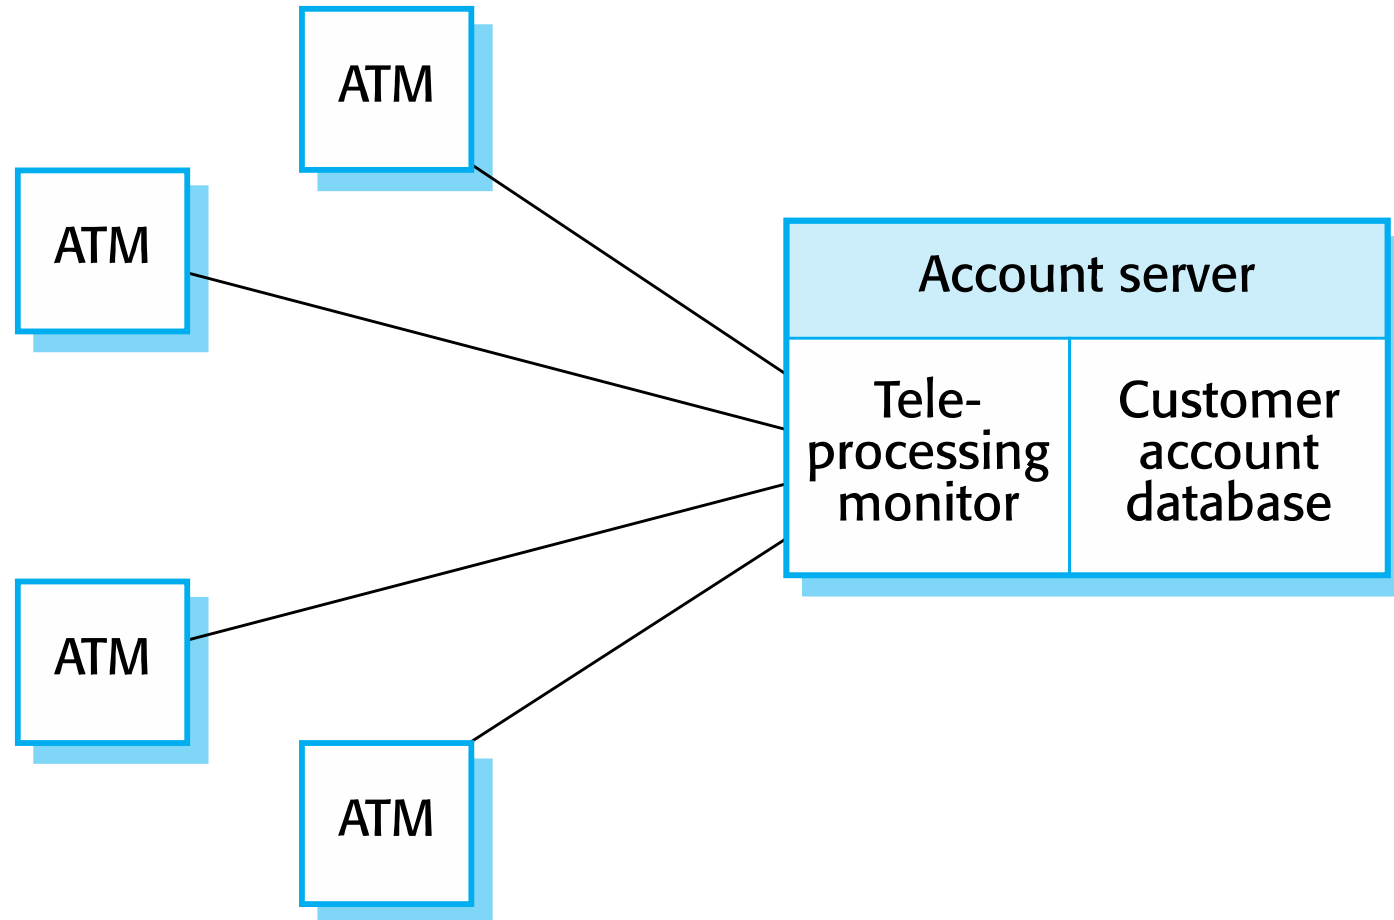 ATM
ATM
Account server
Tele-
processing
monitor
Customer
account
database
ATM
ATM